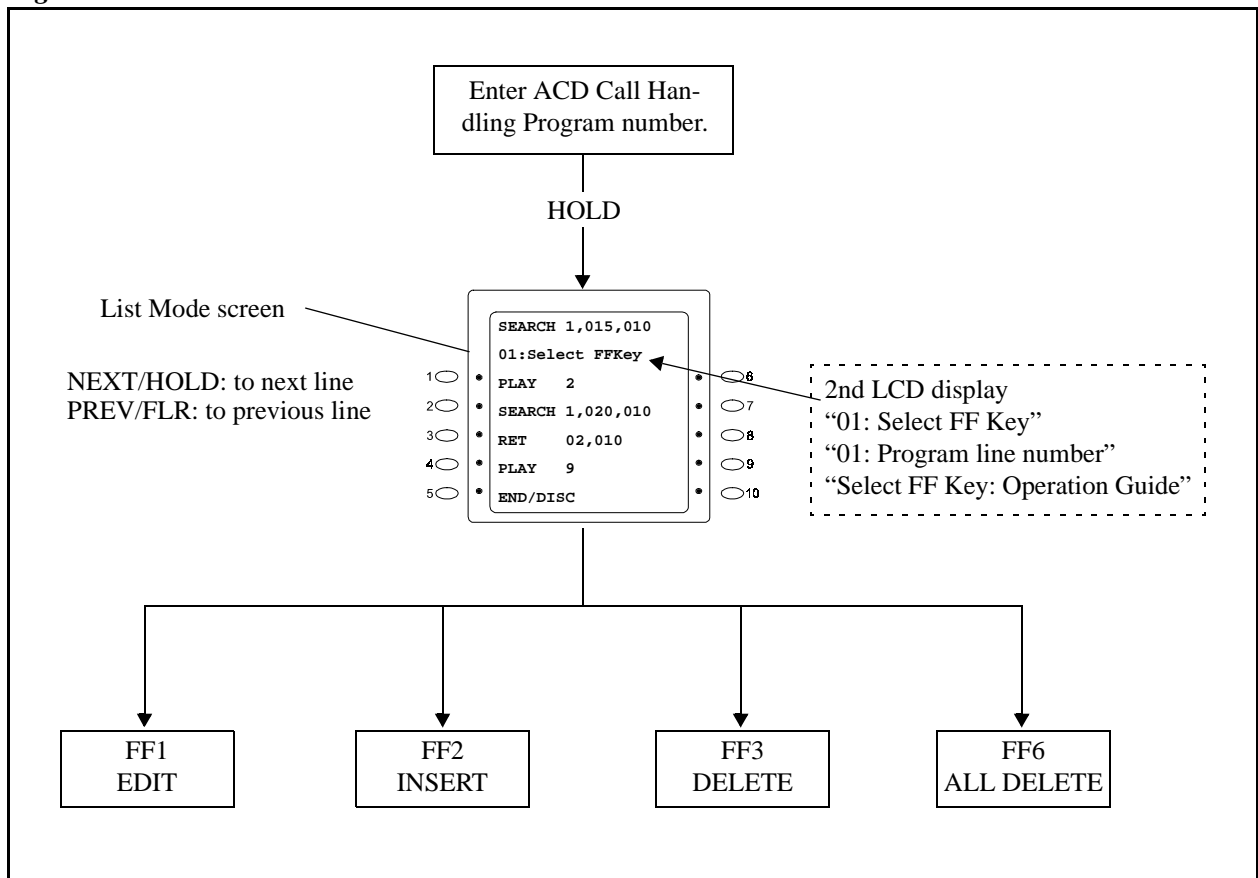 Enter ACD Call Han-
dling Program number.
HOLD
List Mode screen
NEXT/HOLD: to next line
PREV/FLR: to previous line
SEARCH 1,015,010
01:Select FFKey
1 PLAY 2 6
2 SEARCH 1,020,010 7
3 RET 02,010 8
4 PLAY 9 9
5 END/DISC 10
2nd LCD display
“01: Select FF Key”
“01: Program line number”
“Select FF Key: Operation Guide”
FF1
EDIT
FF2
INSERT
FF3
DELETE
FF6
ALL DELETE